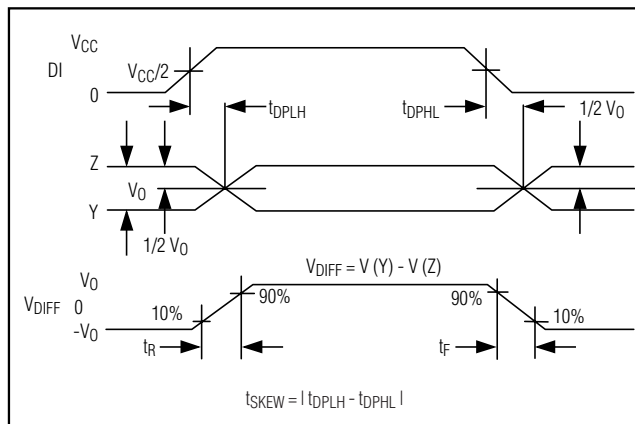 VCC
DI
VCC/2
0
tDPLH
tDPHL
1/2 VO
Z
VO
Y
1/2 VO
VDIFF = V (Y) - V (Z)
VO
VDIFF 0
-VO
10%
90%
90%
10%
tR
tF
tSKEW = | tDPLH - tDPHL |